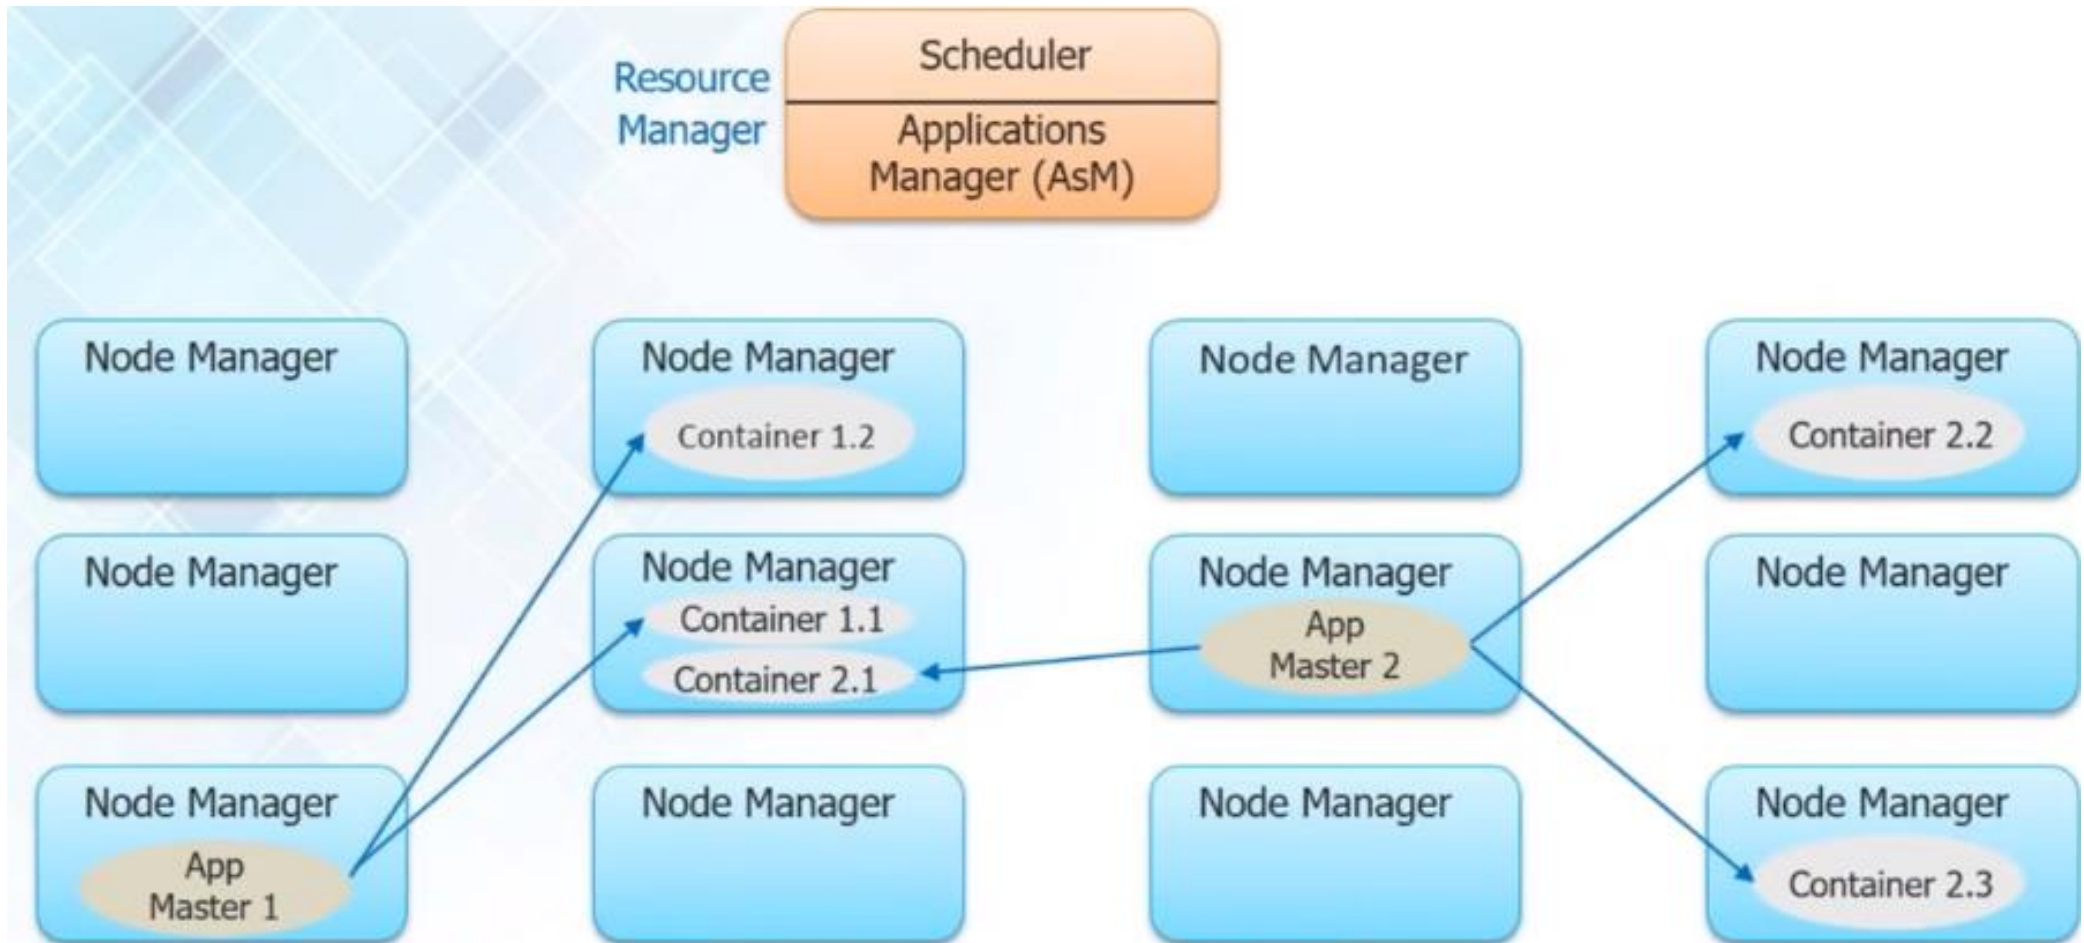 Resource
Manager
Scheduler
Applications
Manager (AsM)
Node Manager
Node Manager
Container 1.2
Node Manager
Node Manager
Container 2.2
Node Manager
Node Manager
Container 1.1
Container 2.1
Node Manager
App
Master 2
Node Manager
Node Manager
App
Master 1
Node Manager
Node Manager
Node Manager
Container 2.3